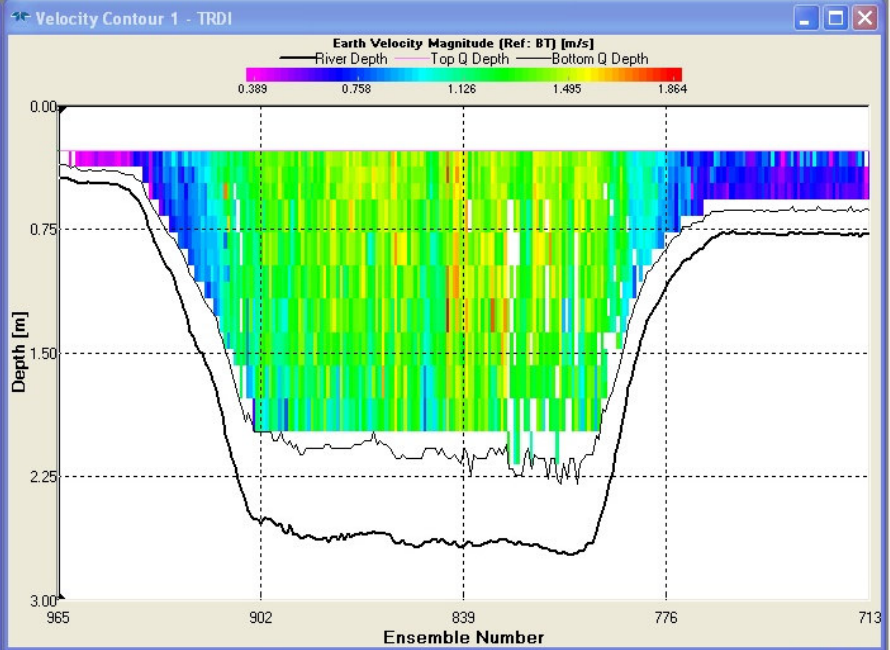 Velocity Contour 1 - TRDI
Earth Velocity Magnitude (Ref: BT) [m/s]
River Depth Top Q Depth Bottom Q Depth
0.389 0.758 1.126 1.495 1.864
0.00
0.75
1.50
2.25
3.00
Depth [m]
965 902 839 776 713
Ensemble Number